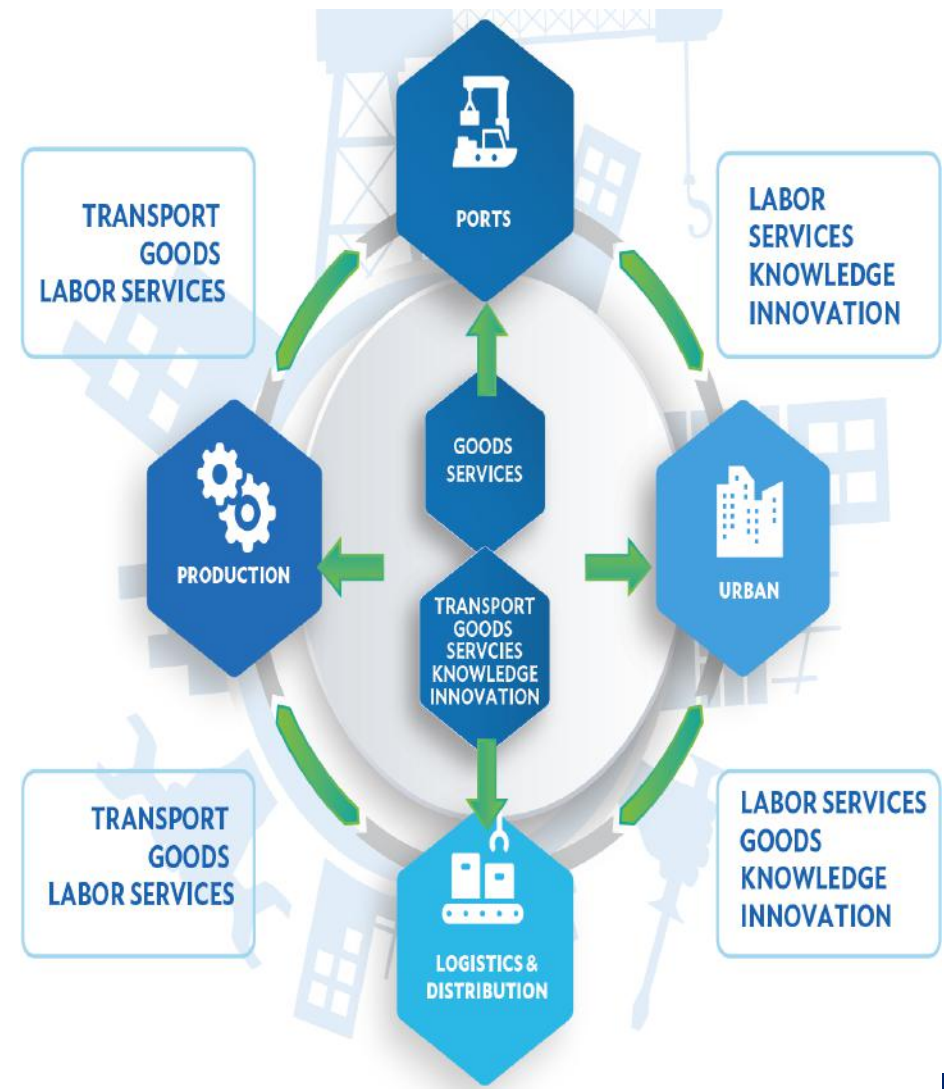 PORTS
TRANSPORT
GOODS
LABOR SERVICES
LABOR
SERVICES
KNOWLEDGE
INNOVATION
GOODS
SERVICES
PRODUCTION
URBAN
TRANSPORT
GOODS
SERVCIES
KNOWLEDGE
INNOVATION
TRANSPORT
GOODS
LABOR SERVICES
LABOR SERVICES
GOODS
KNOWLEDGE
INNOVATION
LOGISTICS &
DISTRIBUTION